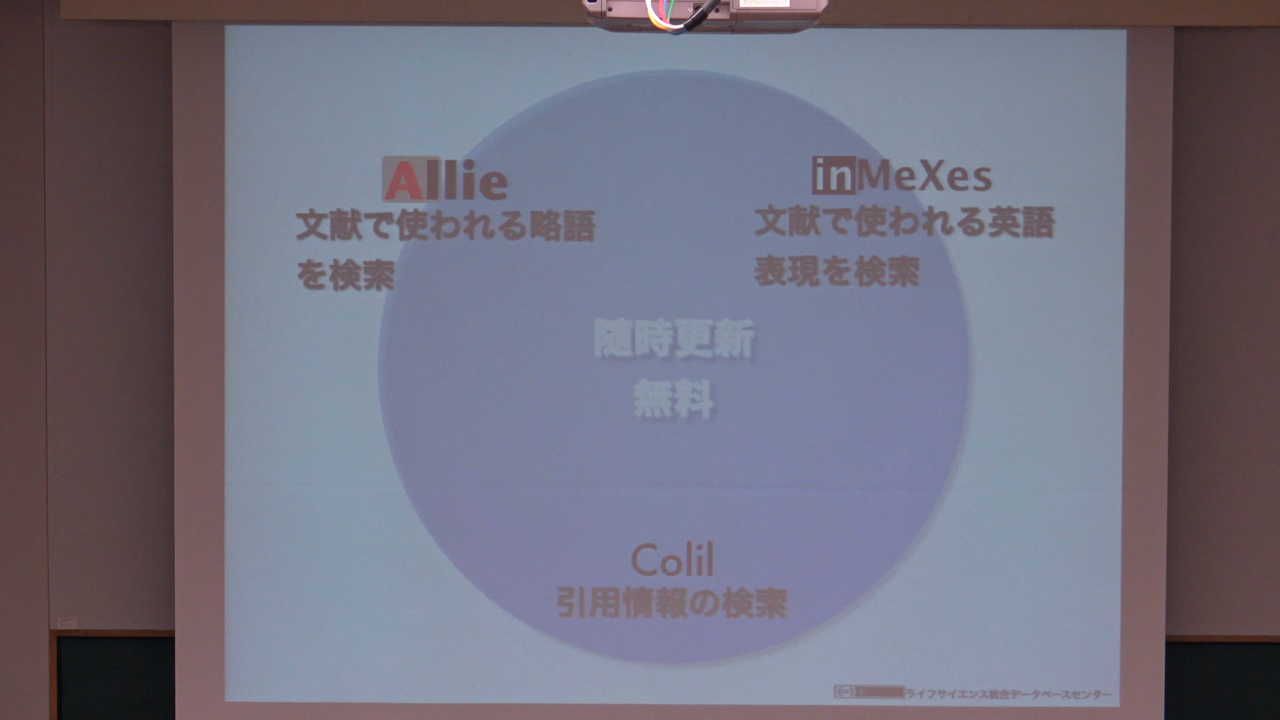 Allie
文献で使われる略語
を検索
inMeXes
文献で使われる英語
表現を検索
随時更新
無料
Colil
引用情報の検索
ライフサイエンス統合データベースセンター